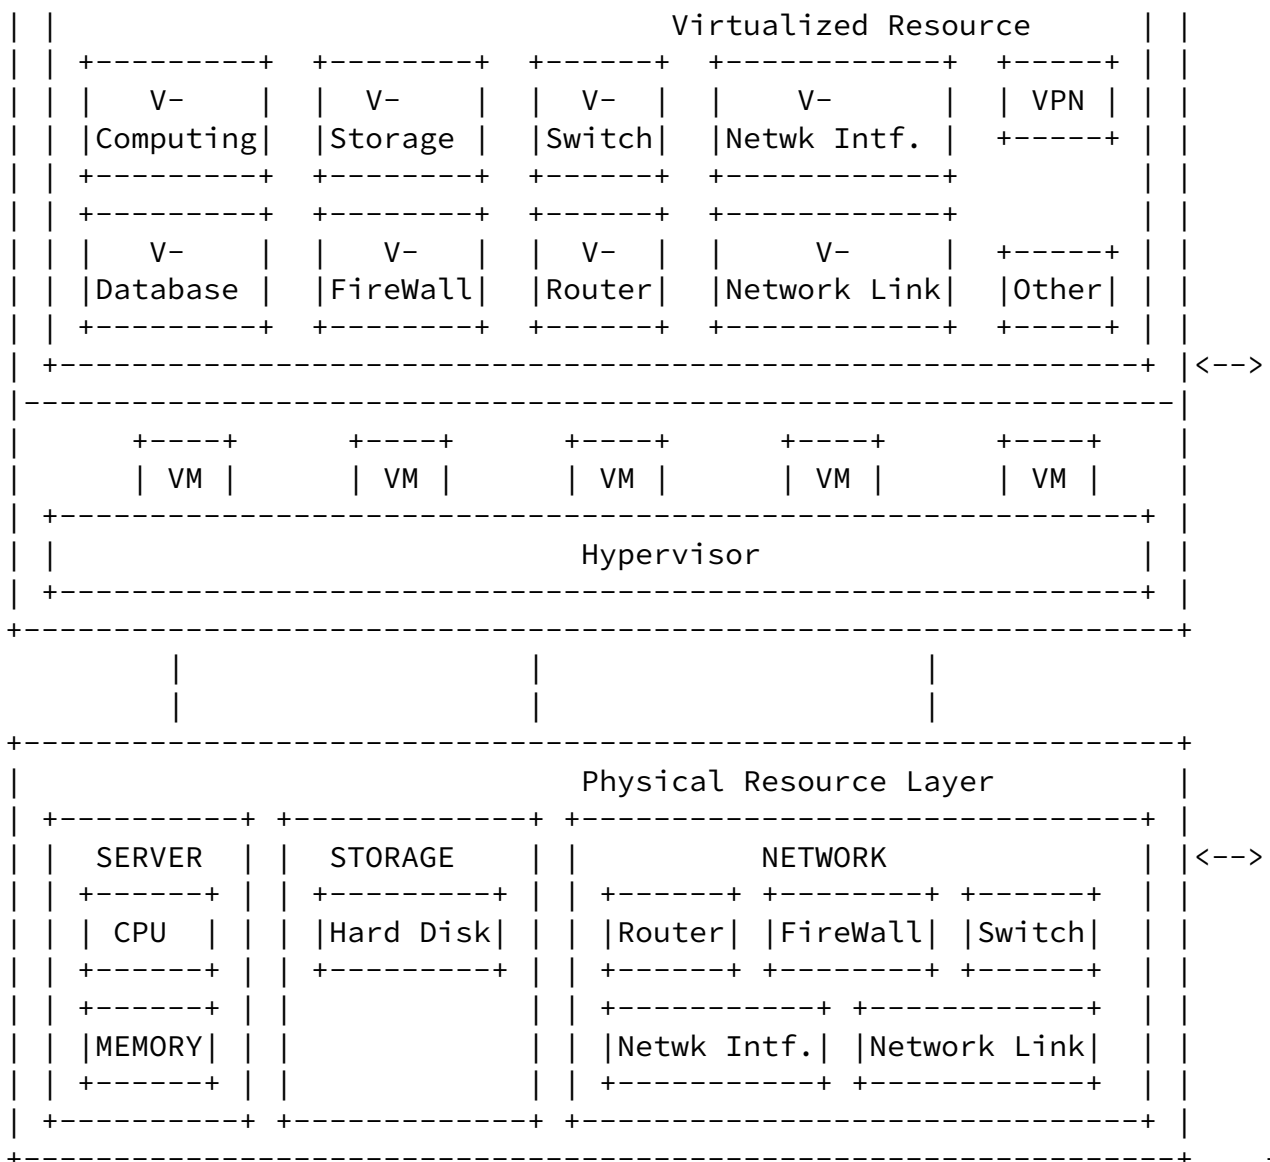 Virtualized Resource
V- V- V- V- VPN
Computing Storage Switch Netwk Intf.
V- V- V- V-
Database FireWall Router Network Link Other
<-->
VM VM VM VM VM
Hypervisor
Physical Resource Layer
SERVER STORAGE NETWORK <-->
CPU Hard Disk Router FireWall Switch
MEMORY Netwk Intf. Network Link